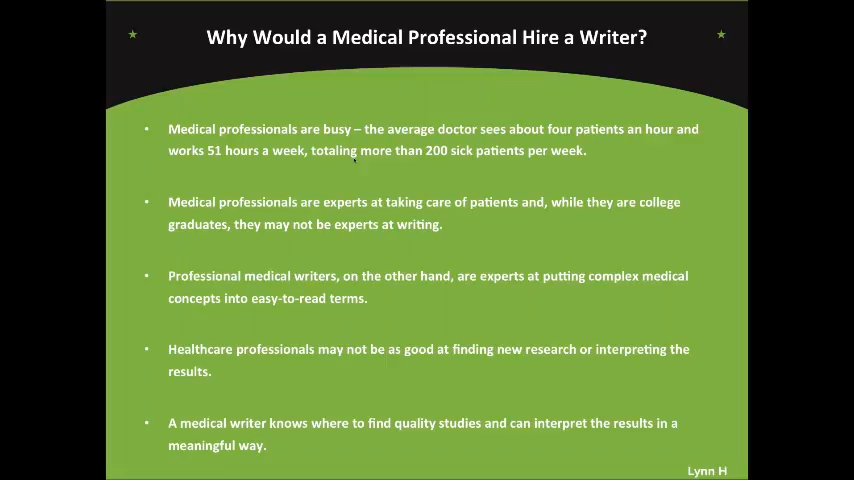 Why Would a Medical Professional Hire a Writer?
• Medical professionals are busy – the average doctor sees about four patients an hour and
works 51 hours a week, totaling more than 200 sick patients per week.
• Medical professionals are experts at taking care of patients and, while they are college
graduates, they may not be experts at writing.
• Professional medical writers, on the other hand, are experts at putting complex medical
concepts into easy-to-read terms.
• Healthcare professionals may not be as good at finding new research or interpreting the
results.
• A medical writer knows where to find quality studies and can interpret the results in a
meaningful way.
Lynn H